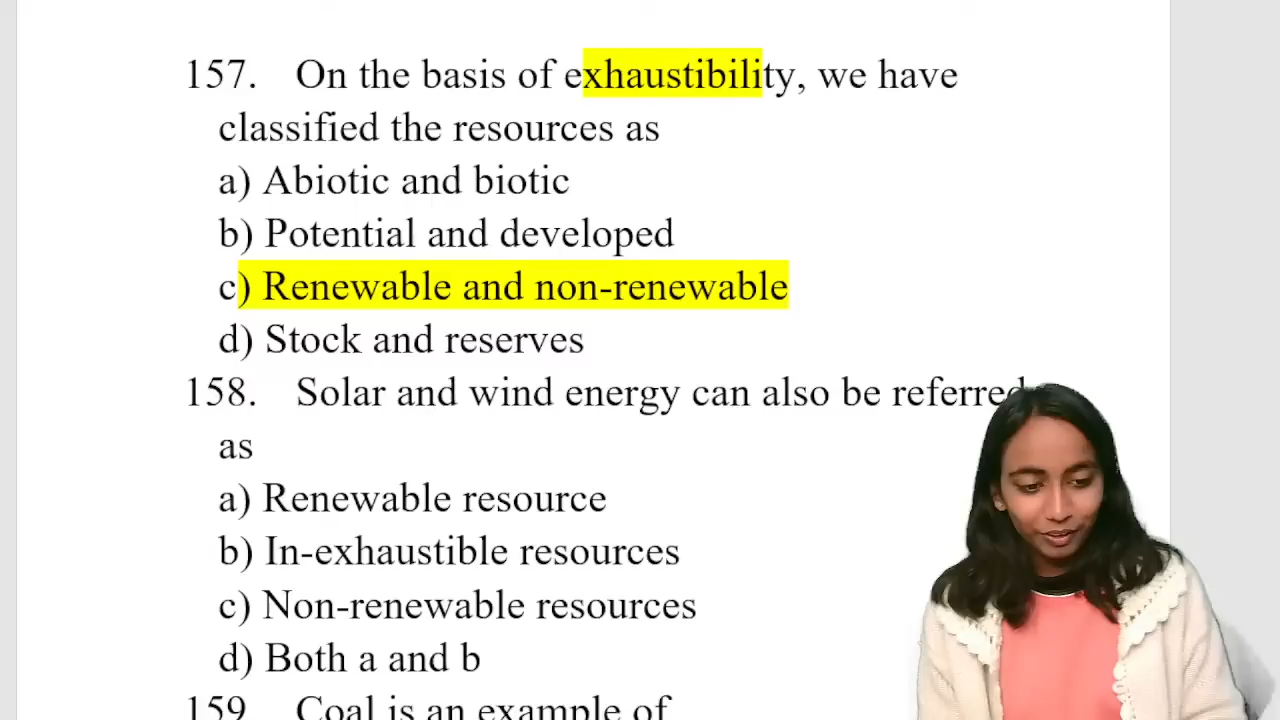 157. On the basis of exhaustibility, we have
classified the resources as
a) Abiotic and biotic
b) Potential and developed
c) Renewable and non-renewable
d) Stock and reserves
158. Solar and wind energy can also be referred
as
a) Renewable resource
b) In-exhaustible resources
c) Non-renewable resources
d) Both a and b
159. Coal is an example of